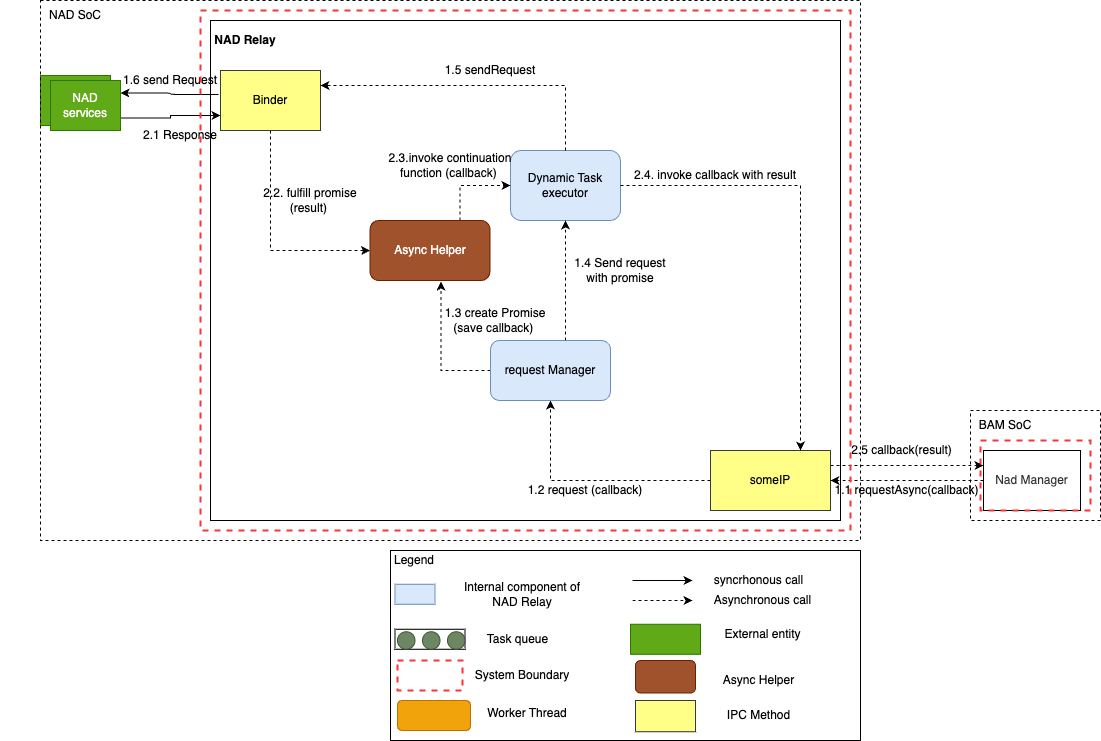 NAD SoC
NAD Relay
1.5 sendRequest
1.6 send Request
Binder
NAD
services
2.1 Response
2.3.invoke continuation
function (callback)
Dynamic Task
executor
2.4. invoke callback with result
2.2. fulfill promise
(result)
Async Helper
1.4 Send request
with promise
1.3 create Promise
(save callback)
request Manager
BAM SoC
2.5 callback(result)
someIP
Nad Manager
1.2 request (callback)
1.1 requestAsync(callback)
Legend
Internal component of
NAD Relay
syncrhonous call
Asynchronous call
Task queue
External entity
System Boundary
Async Helper
Worker Thread
IPC Method